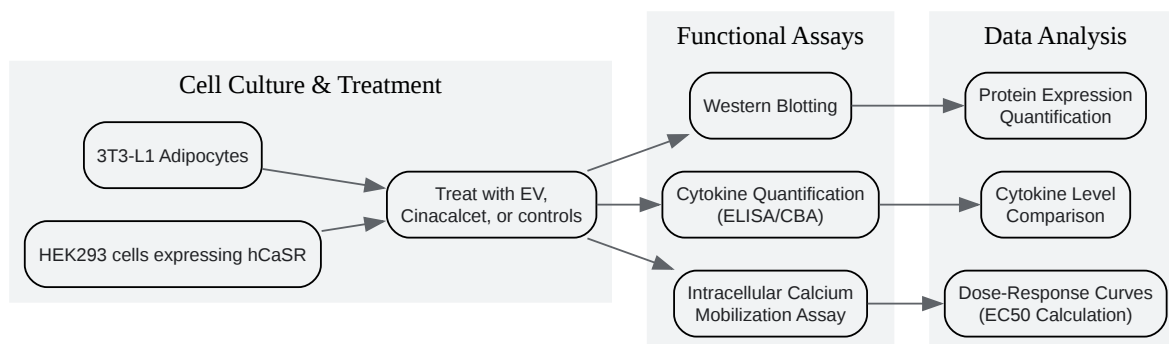 Cell Culture & Treatment
3T3-L1 Adipocytes
HEK293 cells expressing hCaSR
Treat with EV,
Cinacalcet, or controls
Functional Assays
Western Blotting
Cytokine Quantification
(ELISA/CBA)
Intracellular Calcium
Mobilization Assay
Data Analysis
Protein Expression
Quantification
Cytokine Level
Comparison
Dose-Response Curves
(EC50 Calculation)